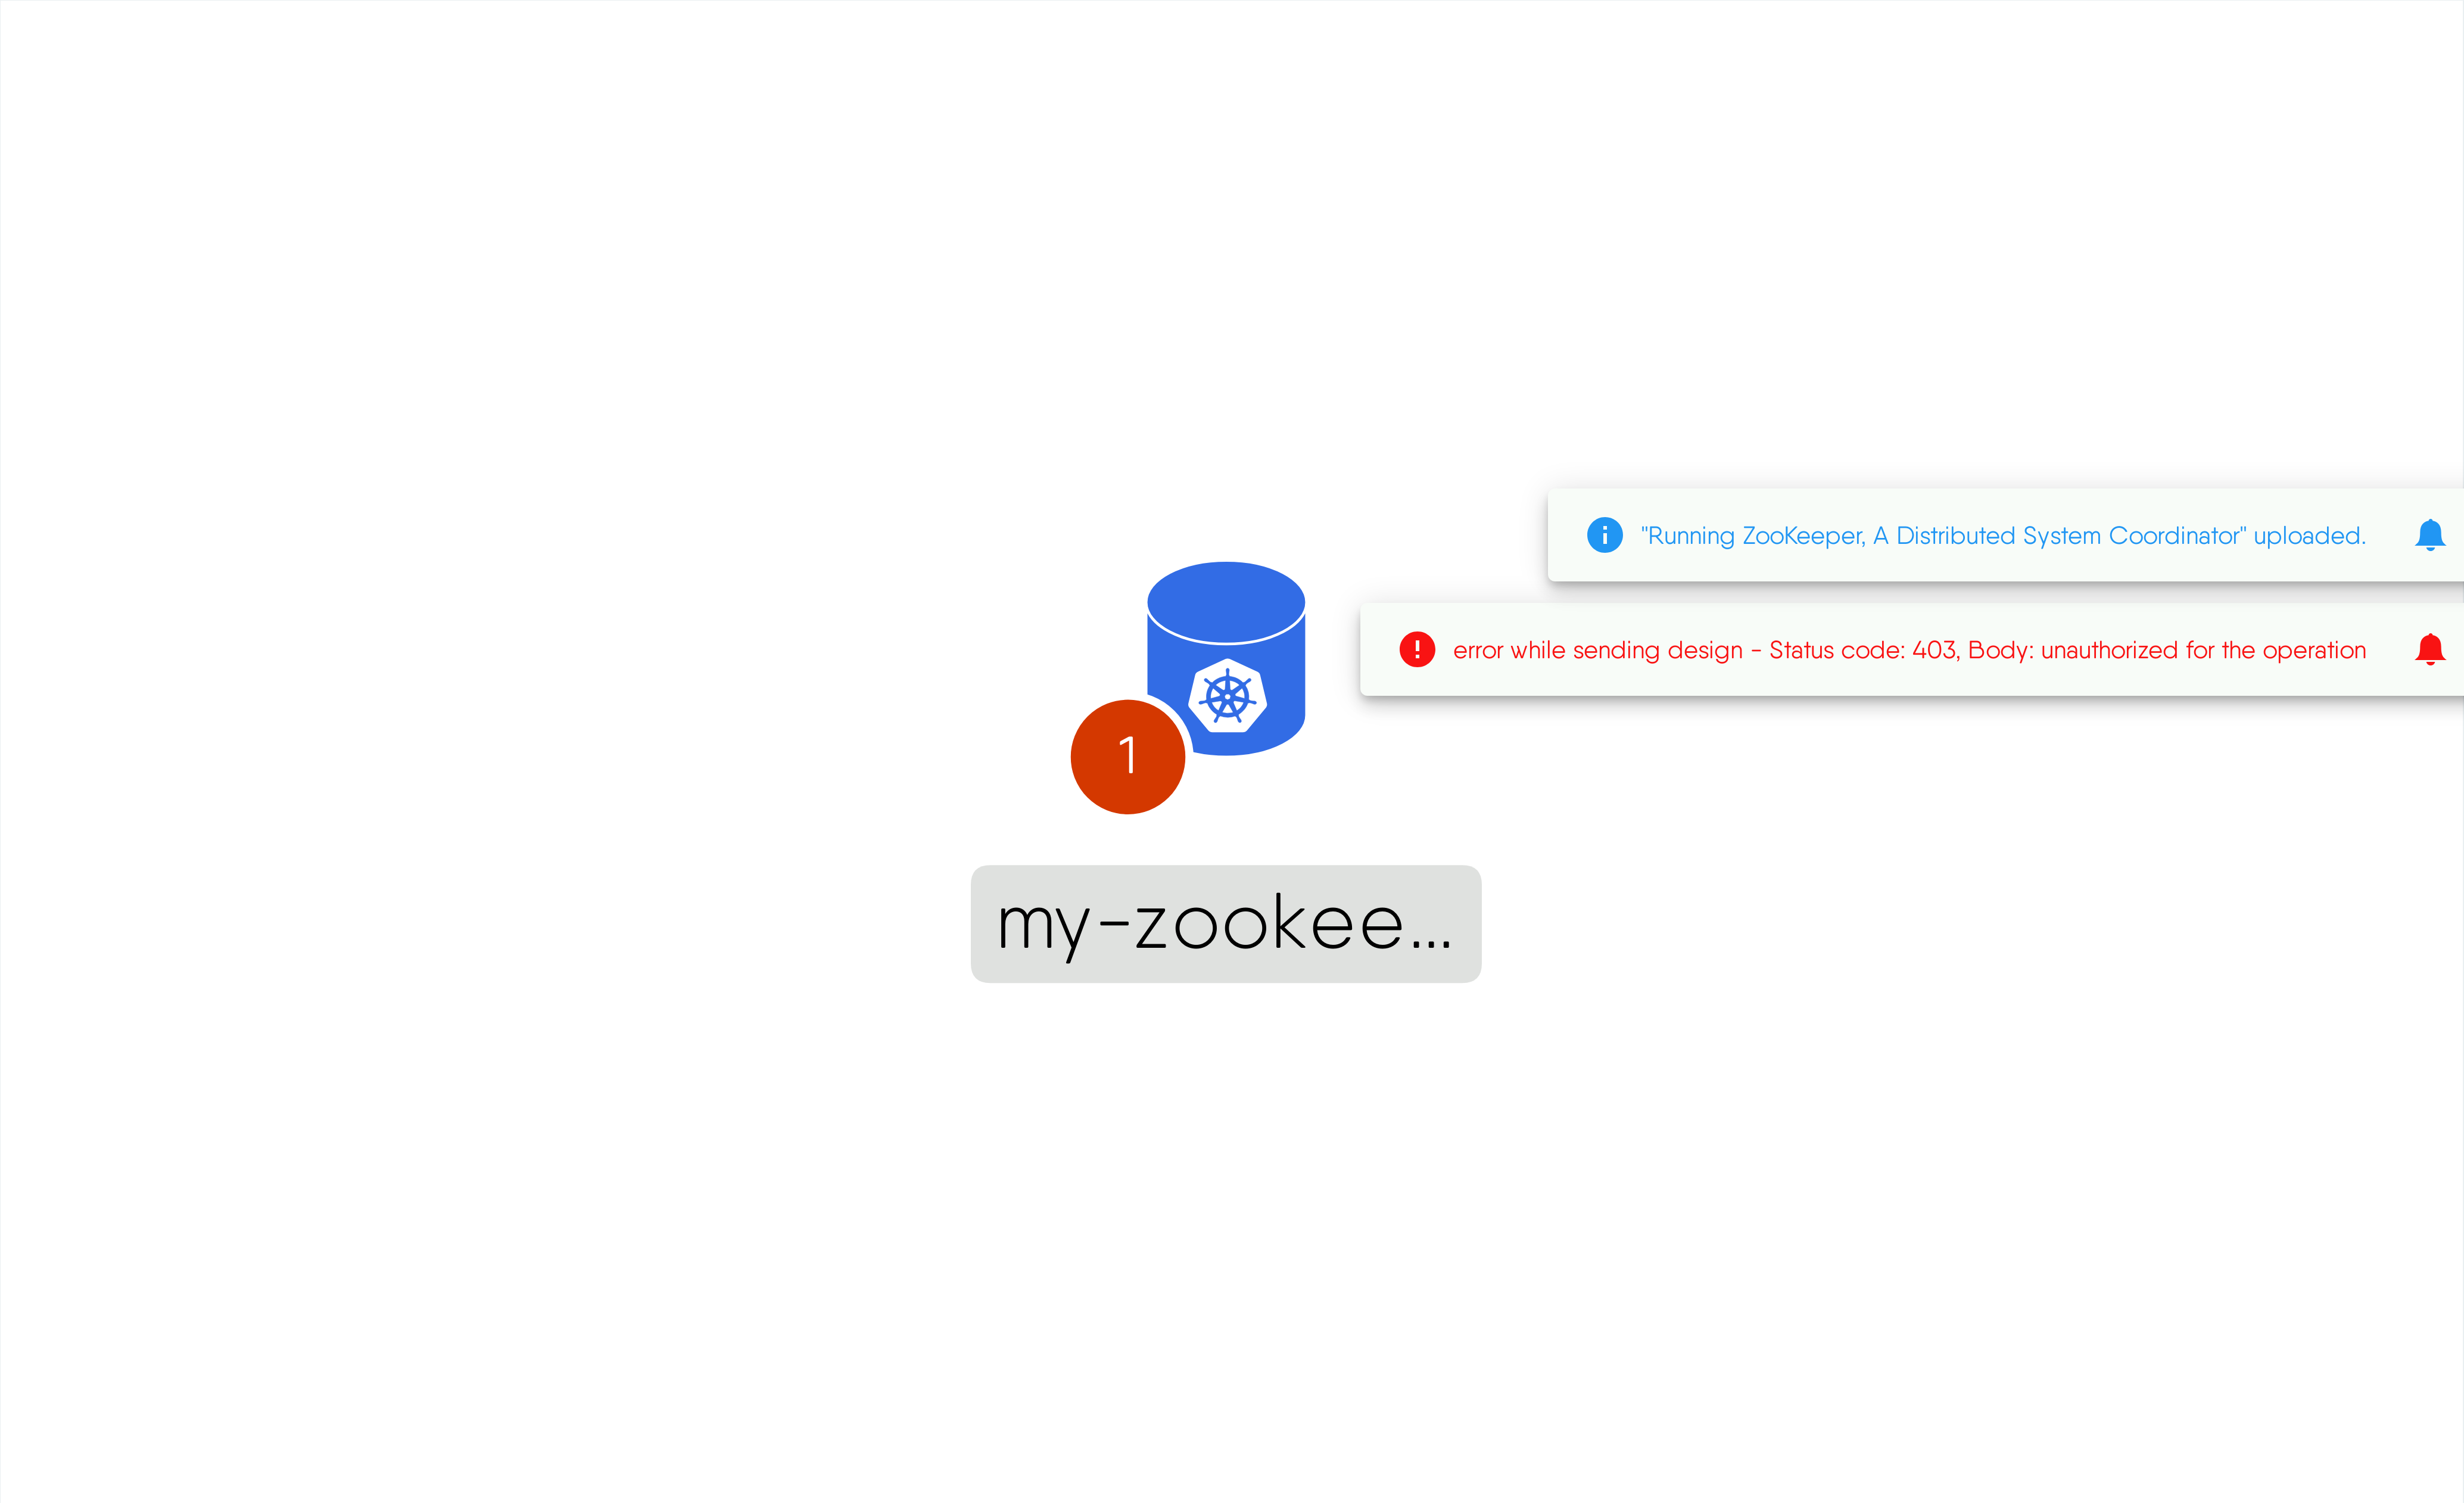 "Running ZooKeeper, A Distributed System Coordinator" uploaded.
error while sending design - Status code: 403, Body: unauthorized for the operation
1
my-zookee...